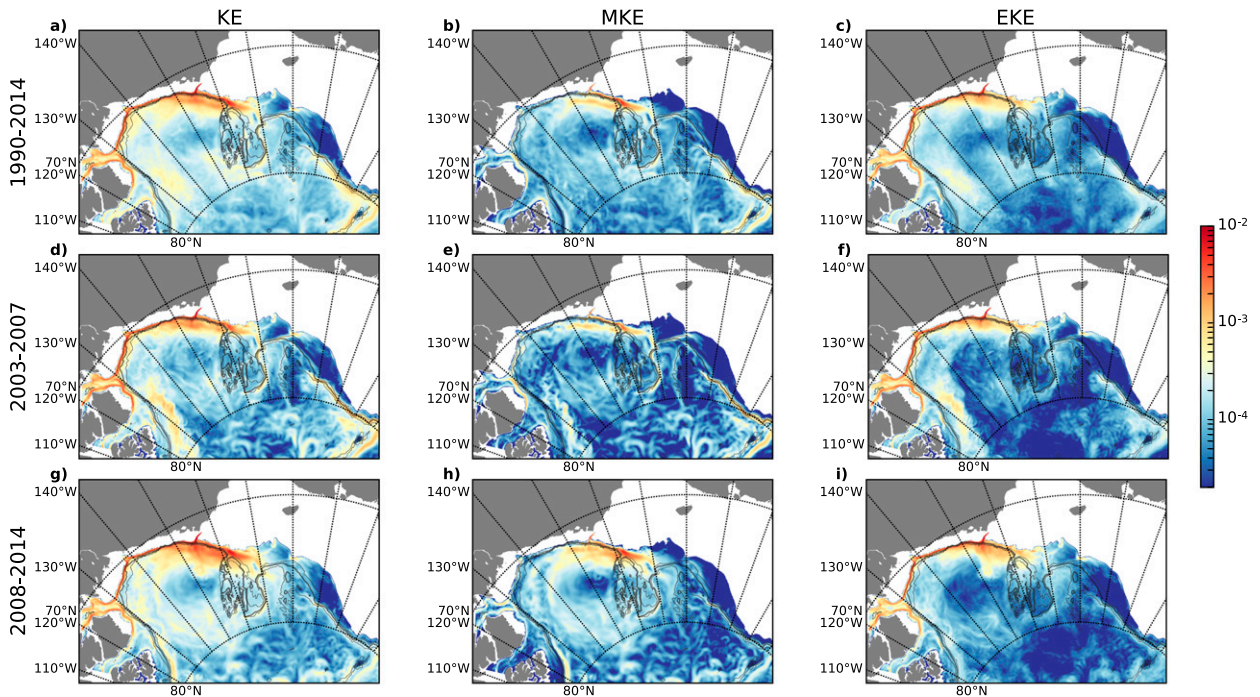 KE MKE EKE
a) b) c)
1990-2014
140°W
130°W
70°N
120°W
110°W
80°N
140°W
130°W
70°N
120°W
110°W
80°N
140°W
130°W
70°N
120°W
110°W
80°N
d) e) f)
2003-2007
140°W
130°W
70°N
120°W
110°W
80°N
140°W
130°W
70°N
120°W
110°W
80°N
140°W
130°W
70°N
120°W
110°W
80°N
g) h) i)
2008-2014
140°W
130°W
70°N
120°W
110°W
80°N
140°W
130°W
70°N
120°W
110°W
80°N
140°W
130°W
70°N
120°W
110°W
80°N
10⁻²
10⁻³
10⁻⁴